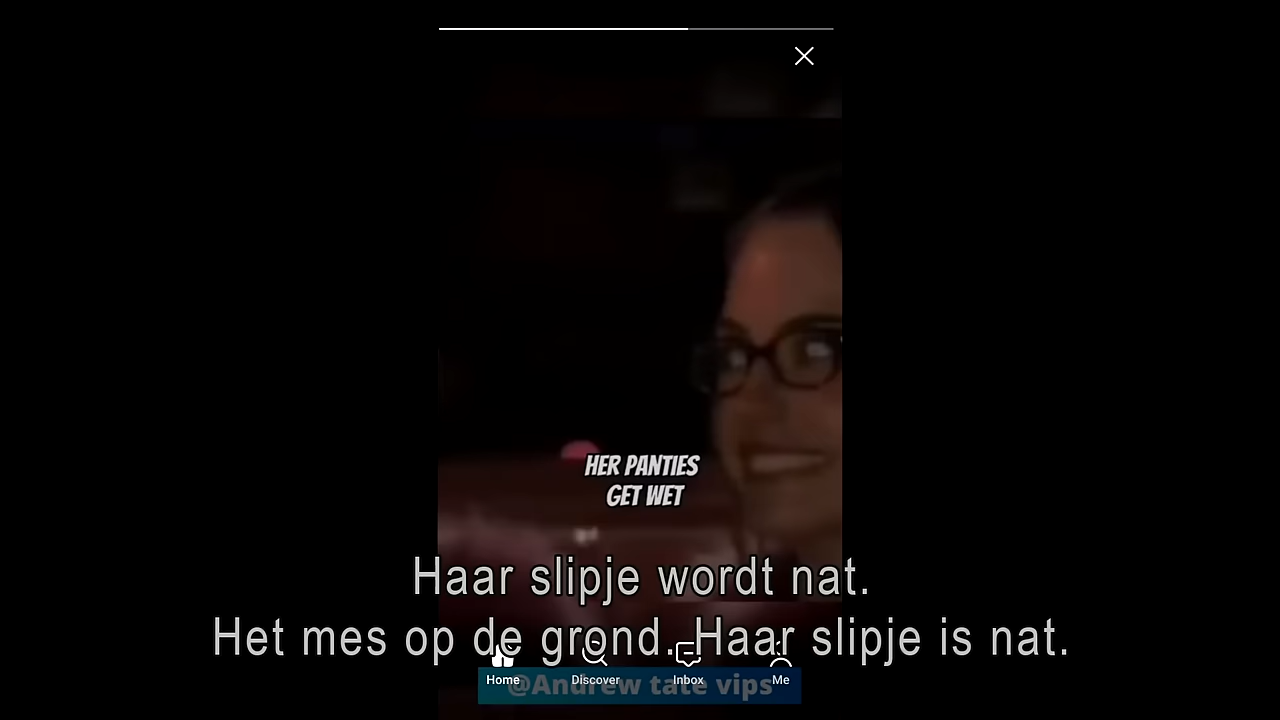 HER PANTIES
GET WET
Haar slipje wordt nat.
Het mes op de grond. Haar slipje is nat.
Home Discover Inbox Me
@Andrew tate vips